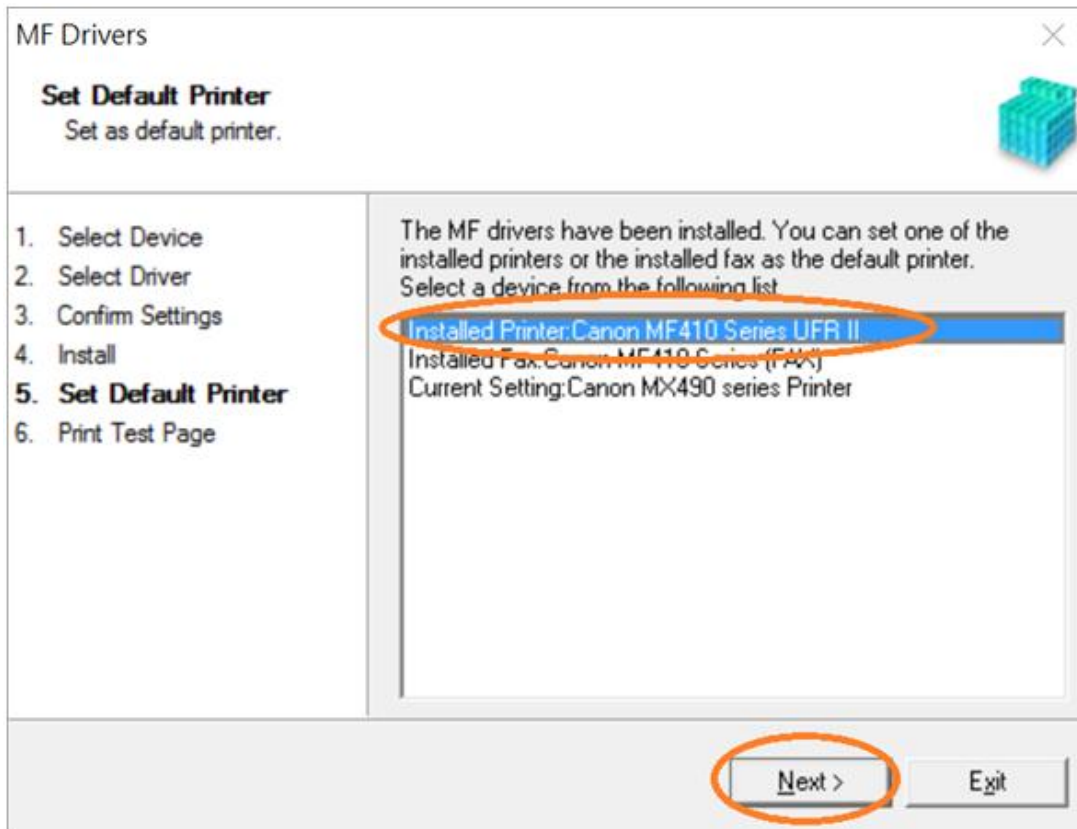 MF Drivers
Set Default Printer
Set as default printer.
1. Select Device
2. Select Driver
3. Confirm Settings
4. Install
5. Set Default Printer
6. Print Test Page
The MF drivers have been installed. You can set one of the
installed printers or the installed fax as the default printer.
Select a device from the following list.
Installed Printer:Canon MF410 Series UFR II
Installed Fax:Canon MF410 Series (FAX)
Current Setting:Canon MX490 series Printer
Next >
Exit